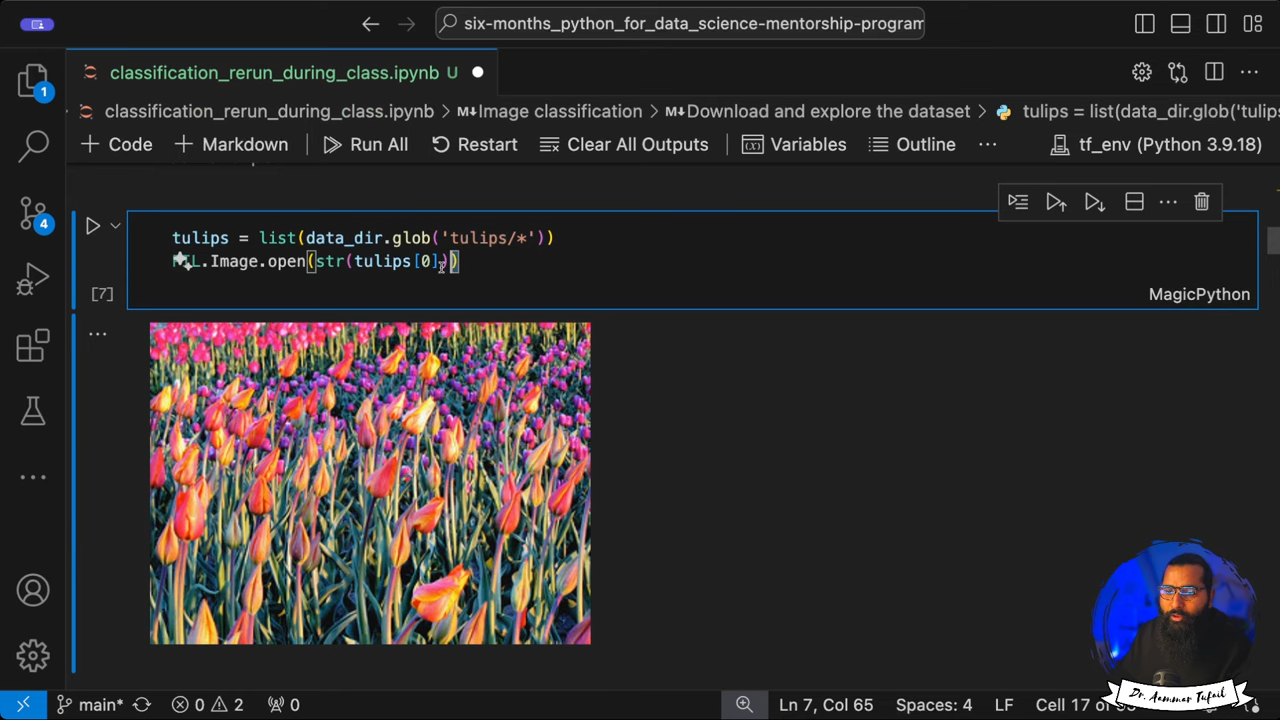 six-months_python_for_data_science-mentorship-program
classification_rerun_during_class.ipynb U
classification_rerun_during_class.ipynb > M↓Image classification > M↓Download and explore the dataset > tulips = list(data_dir.glob('tulips
+ Code + Markdown Run All Restart Clear All Outputs Variables Outline ··· tf_env (Python 3.9.18)
1
4
tulips = list(data_dir.glob('tulips/*'))
.Image.open(str(tulips[0]))
[7]
MagicPython
Dr. Aammar Tufail
main* 0 2 0 Ln 7, Col 65 Spaces: 4 LF Cell 17 of